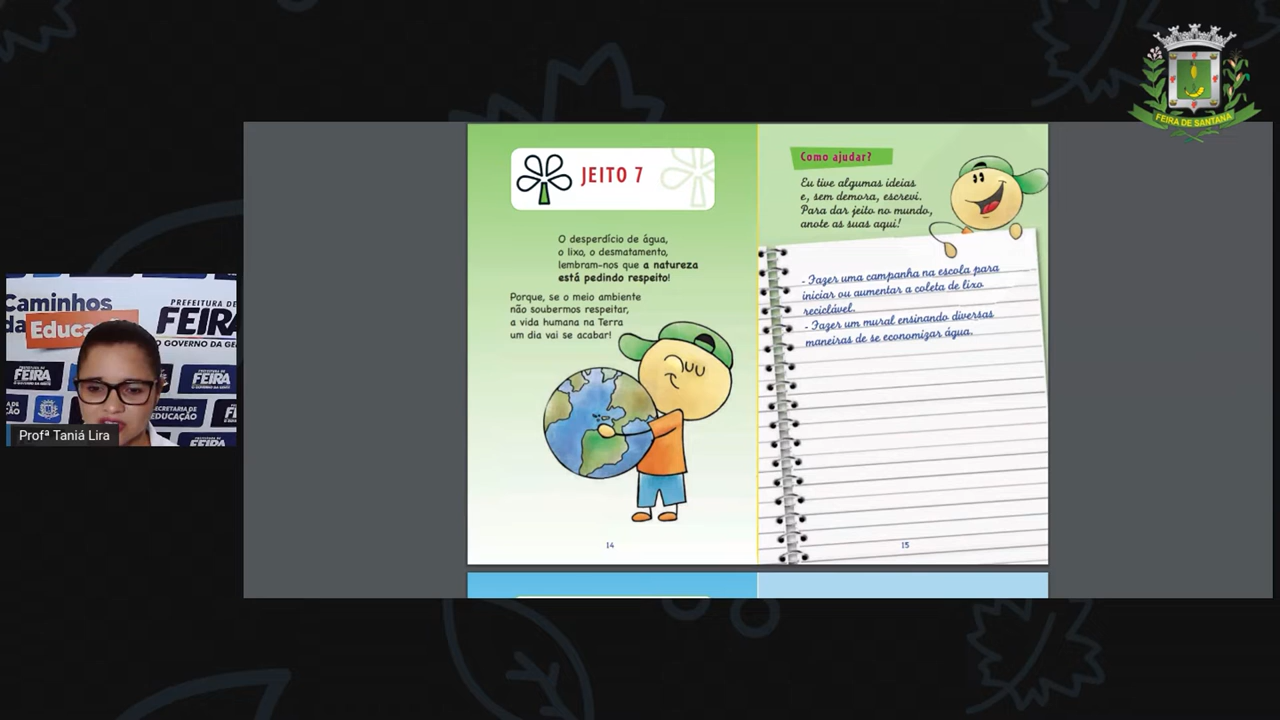 FEIRA DE SANTANA
JEITO 7
O desperdício de água,
o lixo, o desmatamento,
lembram-nos que a natureza
está pedindo respeito!
Porque, se o meio ambiente
não soubermos respeitar,
a vida humana na Terra
um dia vai se acabar!
14
Como ajudar?
Eu tive algumas ideias
e, sem demora, escrevi.
Para dar jeito no mundo,
anote as suas aqui!
- Fazer uma campanha na escola para
iniciar ou aumentar a coleta de lixo
reciclável.
- Fazer um mural ensinando diversas
maneiras de se economizar água.
15
Caminhos
da Educa
PREFEITURA DE
FEIRA
O GOVERNO DA
FEIRA
FEIRA
SECRETARIA DE
EDUCAÇÃO
FEIRA
Profª Taniá Lira